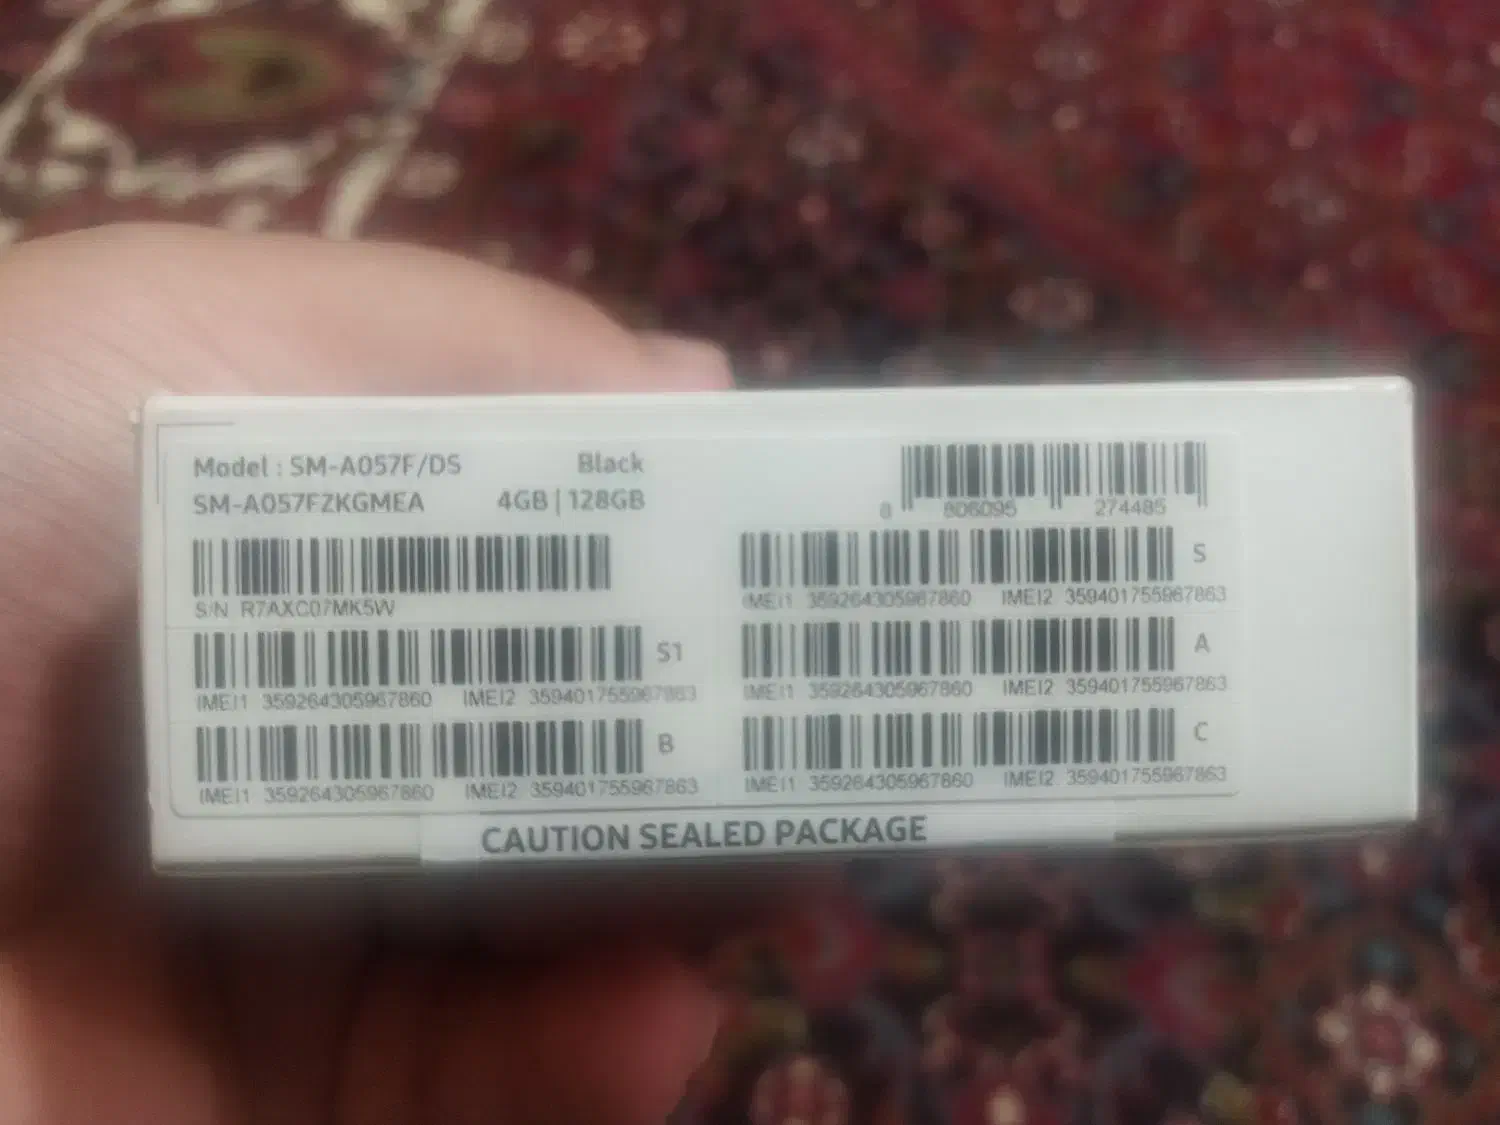 Model : SM-A057F/DS Black
SM-A057FZKGMEA 4GB | 128GB
S/N R7AXC07MK5W
S1
IMEI1 359264305967860 IMEI2 359401755967863
B
IMEI1 359264305967860 IMEI2 359401755967863
8 806095 274485
S
IMEI1 359264305967860 IMEI2 359401755967863
A
IMEI1 359264305967860 IMEI2 359401755967863
C
IMEI1 359264305967860 IMEI2 359401755967863
CAUTION SEALED PACKAGE